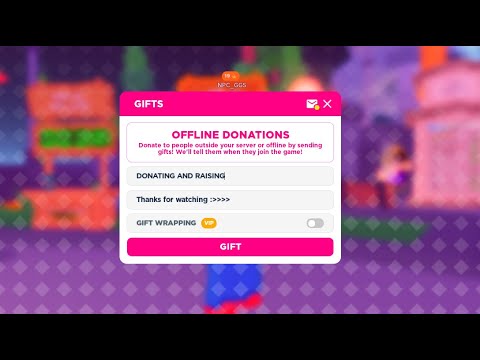 NPC_GGS
GIFTS
OFFLINE DONATIONS
Donate to people outside your server or offline by sending
gifts! We'll tell them when they join the game!
DONATING AND RAISING
Thanks for watching :>>>>
GIFT WRAPPING VIP
GIFT